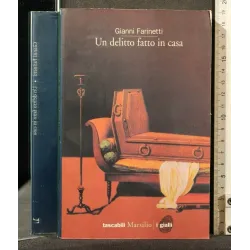 Gianni Farinetti
Un delitto fatto in casa
tascabili Marsilio i gialli